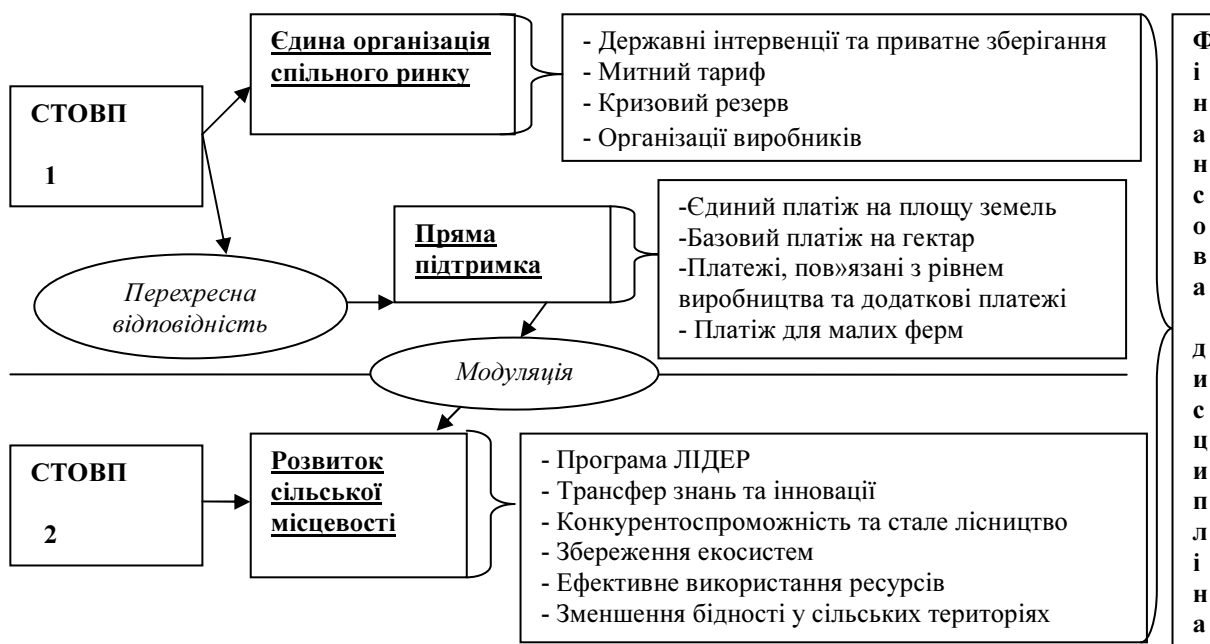 Єдина організація
спільного ринку
- Державні інтервенції та приватне зберігання
- Митний тариф
- Кризовий резерв
- Організації виробників
СТОВП
1
Перехресна
відповідність
Пряма
підтримка
-Єдиний платіж на площу земель
-Базовий платіж на гектар
-Платежі, пов»язані з рівнем
виробництва та додаткові платежі
- Платіж для малих ферм
Модуляція
СТОВП
2
Розвиток
сільської
місцевості
- Програма ЛІДЕР
- Трансфер знань та інновації
- Конкурентоспроможність та стале лісництво
- Збереження екосистем
- Ефективне використання ресурсів
- Зменшення бідності у сільських територіях
Фінансова дисципліна